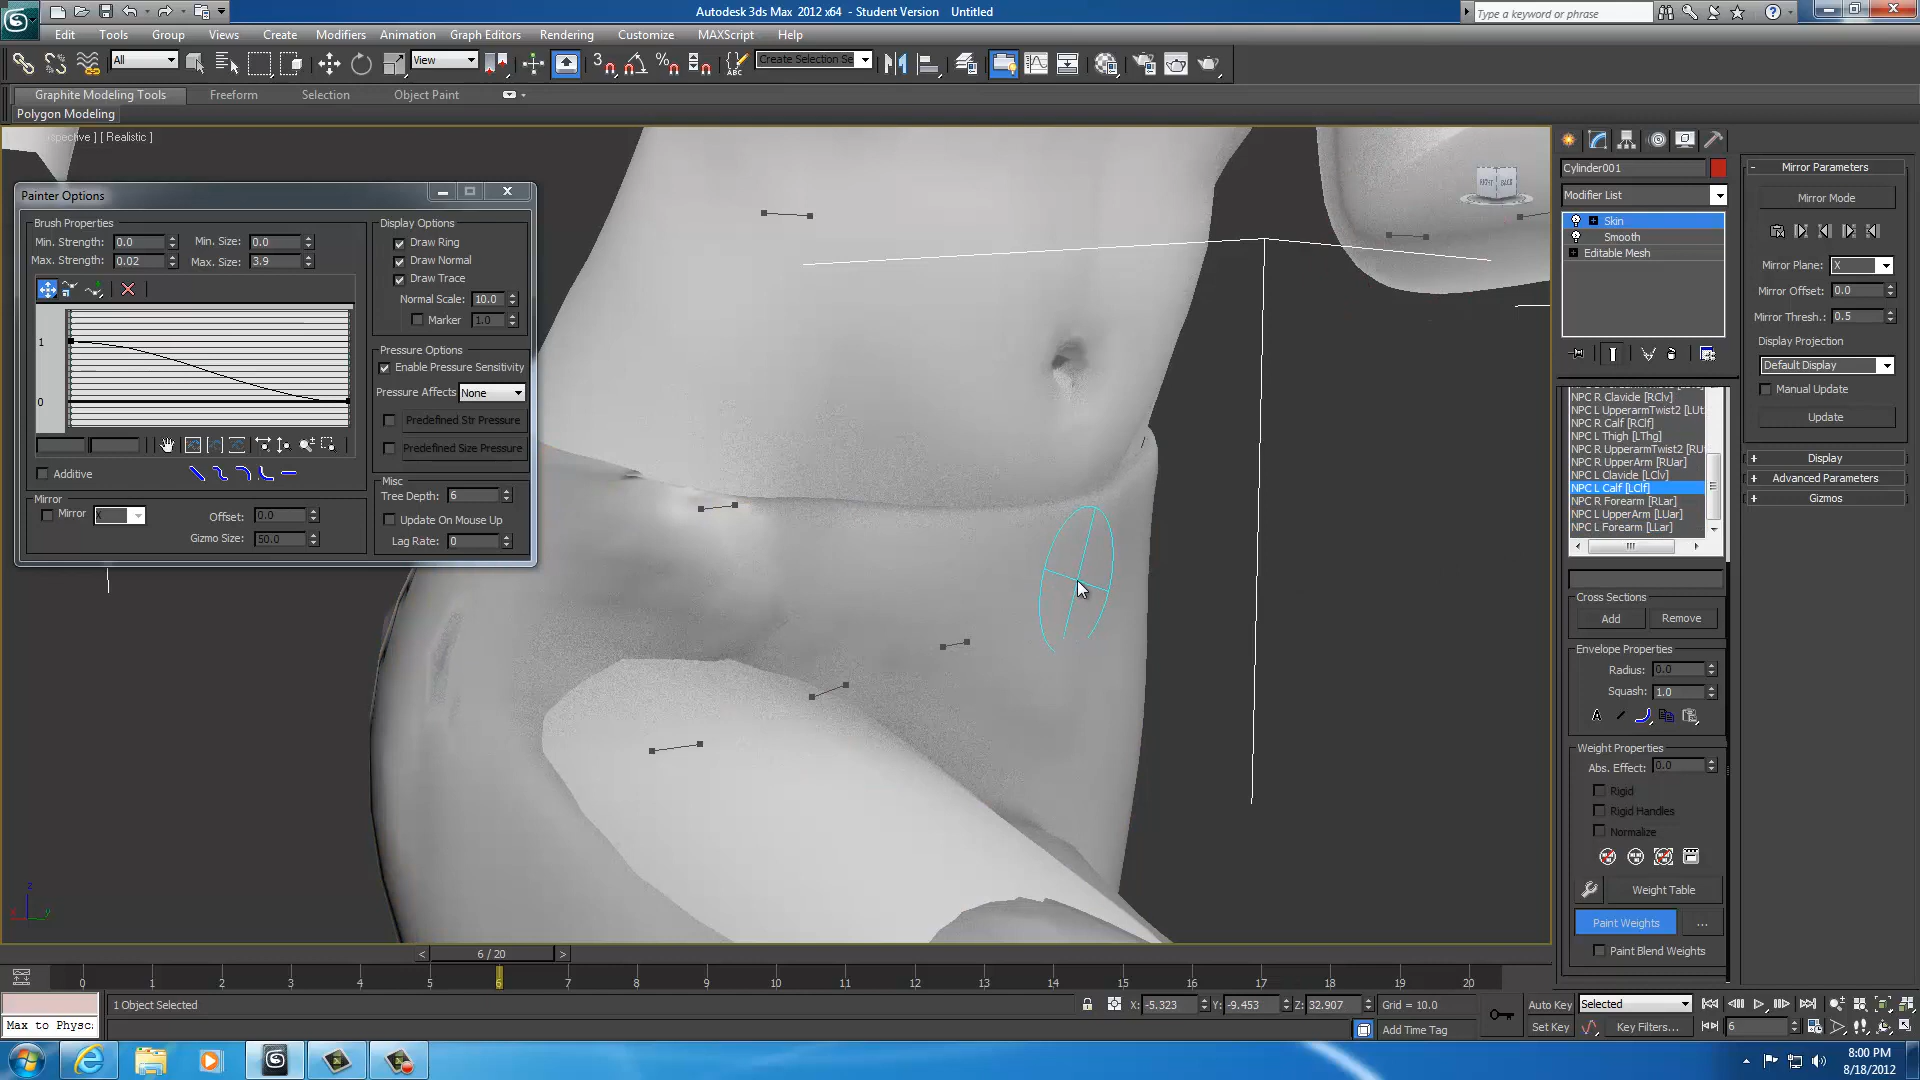 Autodesk 3ds Max 2012 x64 - Student Version Untitled
Type a keyword or phrase
Edit Tools Group Views Create Modifiers Animation Graph Editors Rendering Customize MAXScript Help
All
View
Create Selection Se
Graphite Modeling Tools Freeform Selection Object Paint
Polygon Modeling
spective ] [ Realistic ]
Painter Options
Brush Properties
Min. Strength: 0.0 Min. Size: 0.0
Max. Strength: 0.02 Max. Size: 3.9
1
0
Additive
Mirror
Mirror X Offset: 0.0
Gizmo Size: 50.0
Display Options
Draw Ring
Draw Normal
Draw Trace
Normal Scale: 10.0
Marker 1.0
Pressure Options
Enable Pressure Sensitivity
Pressure Affects None
Predefined Str Pressure
Predefined Size Pressure
Misc
Tree Depth: 6
Update On Mouse Up
Lag Rate: 0
RIGHT BACK
Cylinder001
Modifier List
Skin
Smooth
Editable Mesh
NPC R Clavicle [RClv]
NPC L UpperarmTwist2 [LUt
NPC R Calf [RClf]
NPC L Thigh [LThg]
NPC R UpperarmTwist2 [RUt
NPC R UpperArm [RUar]
NPC L Clavicle [LClv]
NPC L Calf [LClf]
NPC R Forearm [RLar]
NPC L UpperArm [LUar]
NPC L Forearm [LLar]
Cross Sections
Add Remove
Envelope Properties
Radius: 0.0
Squash: 1.0
A
Weight Properties
Abs. Effect: 0.0
Rigid
Rigid Handles
Normalize
Weight Table
Paint Weights ...
Paint Blend Weights
Mirror Parameters
Mirror Mode
Mirror Plane: X
Mirror Offset: 0.0
Mirror Thresh.: 0.5
Display Projection
Default Display
Manual Update
Update
Display
Advanced Parameters
Gizmos
z
x y
< 6 / 20 >
0 1 2 3 4 5 6 7 8 9 10 11 12 13 14 15 16 17 18 19 20
1 Object Selected
X: -5.323 Y: -9.453 Z: 32.907 Grid = 10.0
Auto Key Selected
Max to Physc:
Add Time Tag
Set Key Key Filters... 6
8:00 PM
8/18/2012